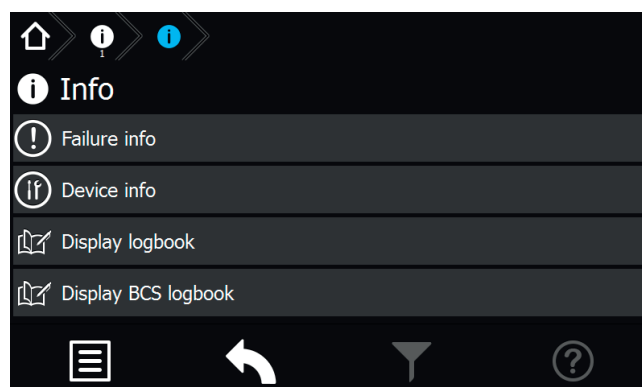 1
Info
Failure info
Device info
Display logbook
Display BCS logbook